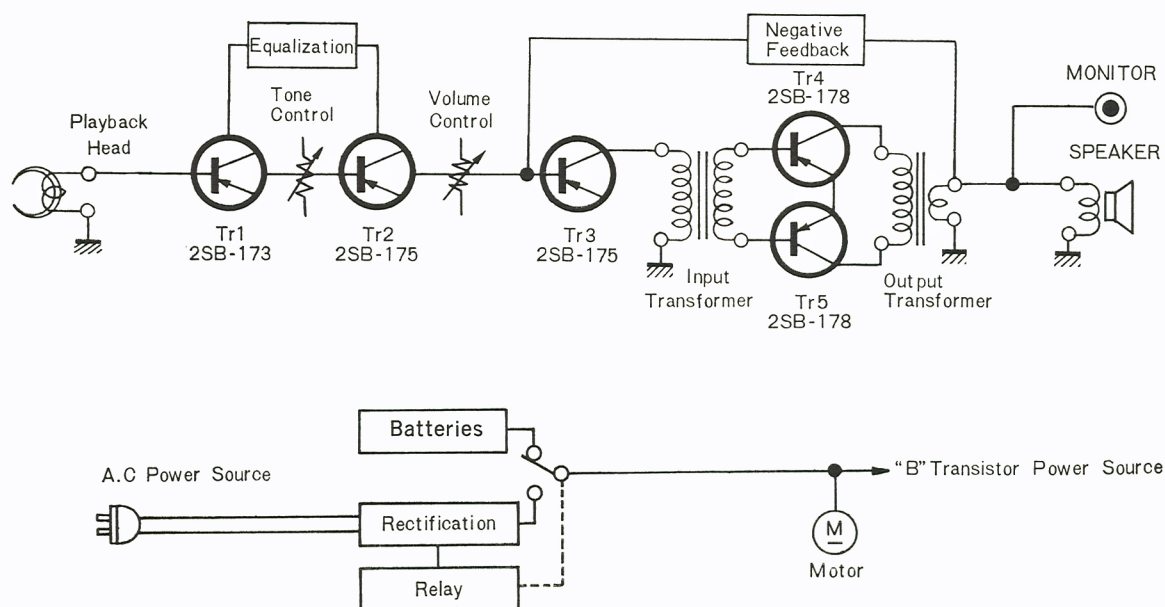 Equalization
Negative
Feedback
Tone
Control
Volume
Control
Tr4
2SB-178
MONITOR
Playback
Head
SPEAKER
Tr1
2SB-173
Tr2
2SB-175
Tr3
2SB-175
Input
Transformer
Tr5
2SB-178
Output
Transformer
Batteries
A.C Power Source
"B" Transistor Power Source
Rectification
M
Motor
Relay